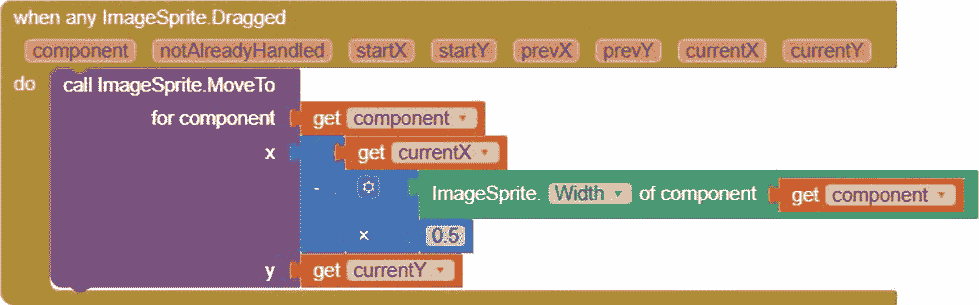 when any ImageSprite.Dragged
component notAlreadyHandled startX startY prevX prevY currentX currentY
do call ImageSprite.MoveTo
for component get component
x get currentX
- ImageSprite. Width of component get component
× 0.5
y get currentY